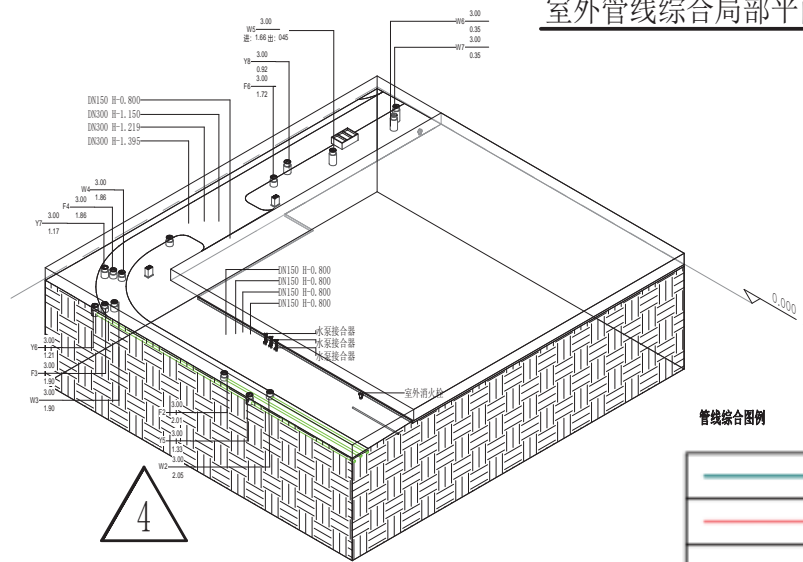 室外管线综合局部平
3.00
W5
进: 1.66 出: 045
3.00
W6
0.35
3.00
W7
0.35
3.00
Y8
0.92
3.00
F6
1.72
DN150 H-0.800
DN300 H-1.150
DN300 H-1.219
DN300 H-1.395
3.00
W4
1.86
3.00
F4
1.86
3.00
Y7
1.17
DN150 H-0.800
DN150 H-0.800
DN150 H-0.800
DN150 H-0.800
0.000
水泵接合器
水泵接合器
水泵接合器
室外消火栓
3.00
Y6
1.21
3.00
F3
1.90
3.00
W3
1.90
3.00
F2
2.01
3.00
Y5
1.33
3.00
W2
2.05
4
管线综合图例